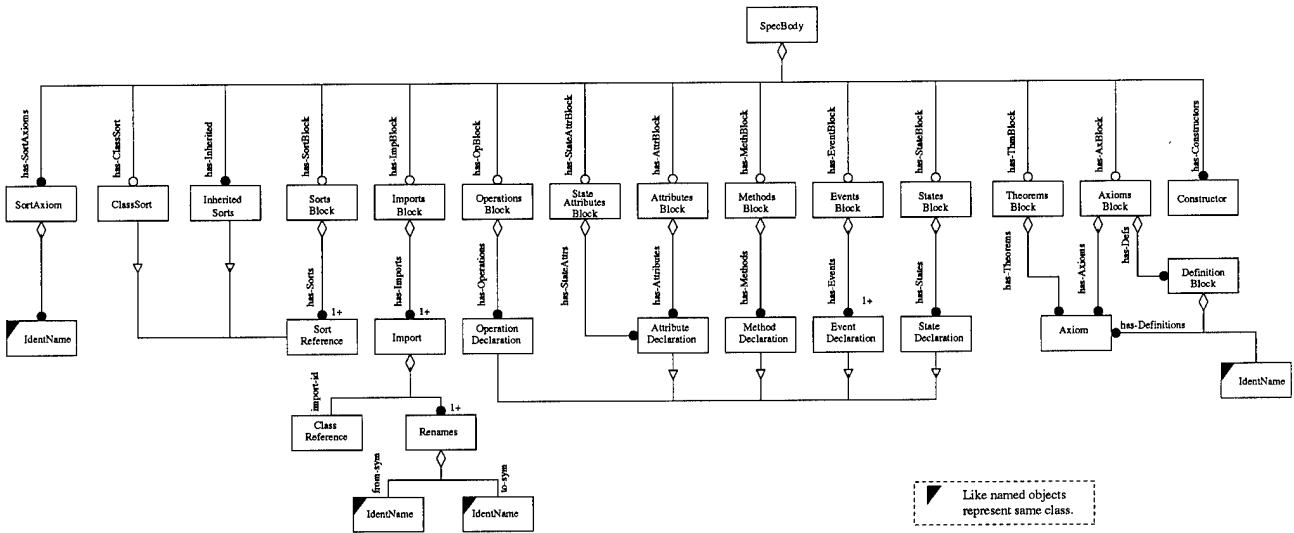 SpecBody
has-SortAxioms
has-ClassSort
has-Inherited
has-SortBlock
has-ImpBlock
has-OpBlock
has-StateAttrBlock
has-AttrBlock
has-MethBlock
has-EventBlock
has-StateBlock
has-ThmBlock
has-AxBlock
has-Constructors
SortAxiom
ClassSort
Inherited
Sorts
Sorts
Block
Imports
Block
Operations
Block
State
Attributes
Block
Attributes
Block
Methods
Block
Events
Block
States
Block
Theorems
Block
Axioms
Block
Constructor
has-Sorts
has-Imports
has-Operations
has-StateAttrs
has-Attributes
has-Methods
has-Events
has-States
has-Theorems
has-Axioms
has-Defs
Definition
Block
1+
1+
1+
IdentName
Sort
Reference
Import
Operation
Declaration
Attribute
Declaration
Method
Declaration
Event
Declaration
State
Declaration
Axiom
has-Definitions
IdentName
import-id
1+
Class
Reference
Renames
from-sym
to-sym
IdentName
IdentName
Like named objects
represent same class.